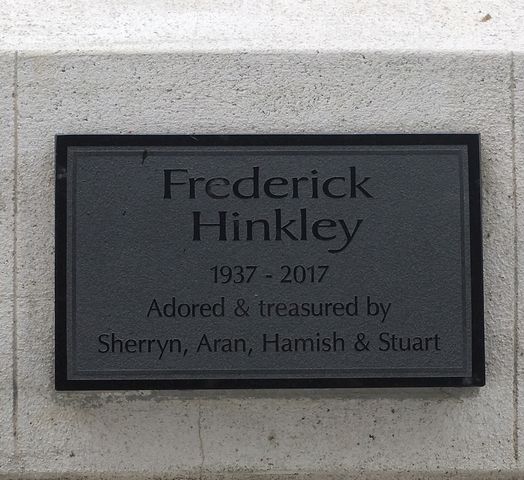 Frederick
Hinkley
1937 - 2017
Adored & treasured by
Sherryn, Aran, Hamish & Stuart